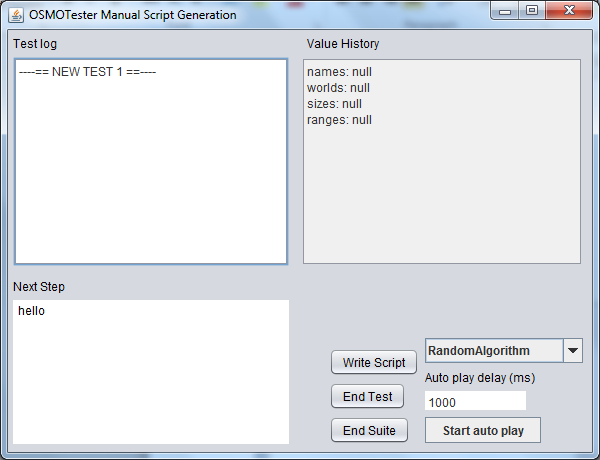 OSMOTester Manual Script Generation
Test log
----== NEW TEST 1 ==----
Value History
names: null
worlds: null
sizes: null
ranges: null
Next Step
hello
Write Script
End Test
End Suite
RandomAlgorithm
Auto play delay (ms)
1000
Start auto play